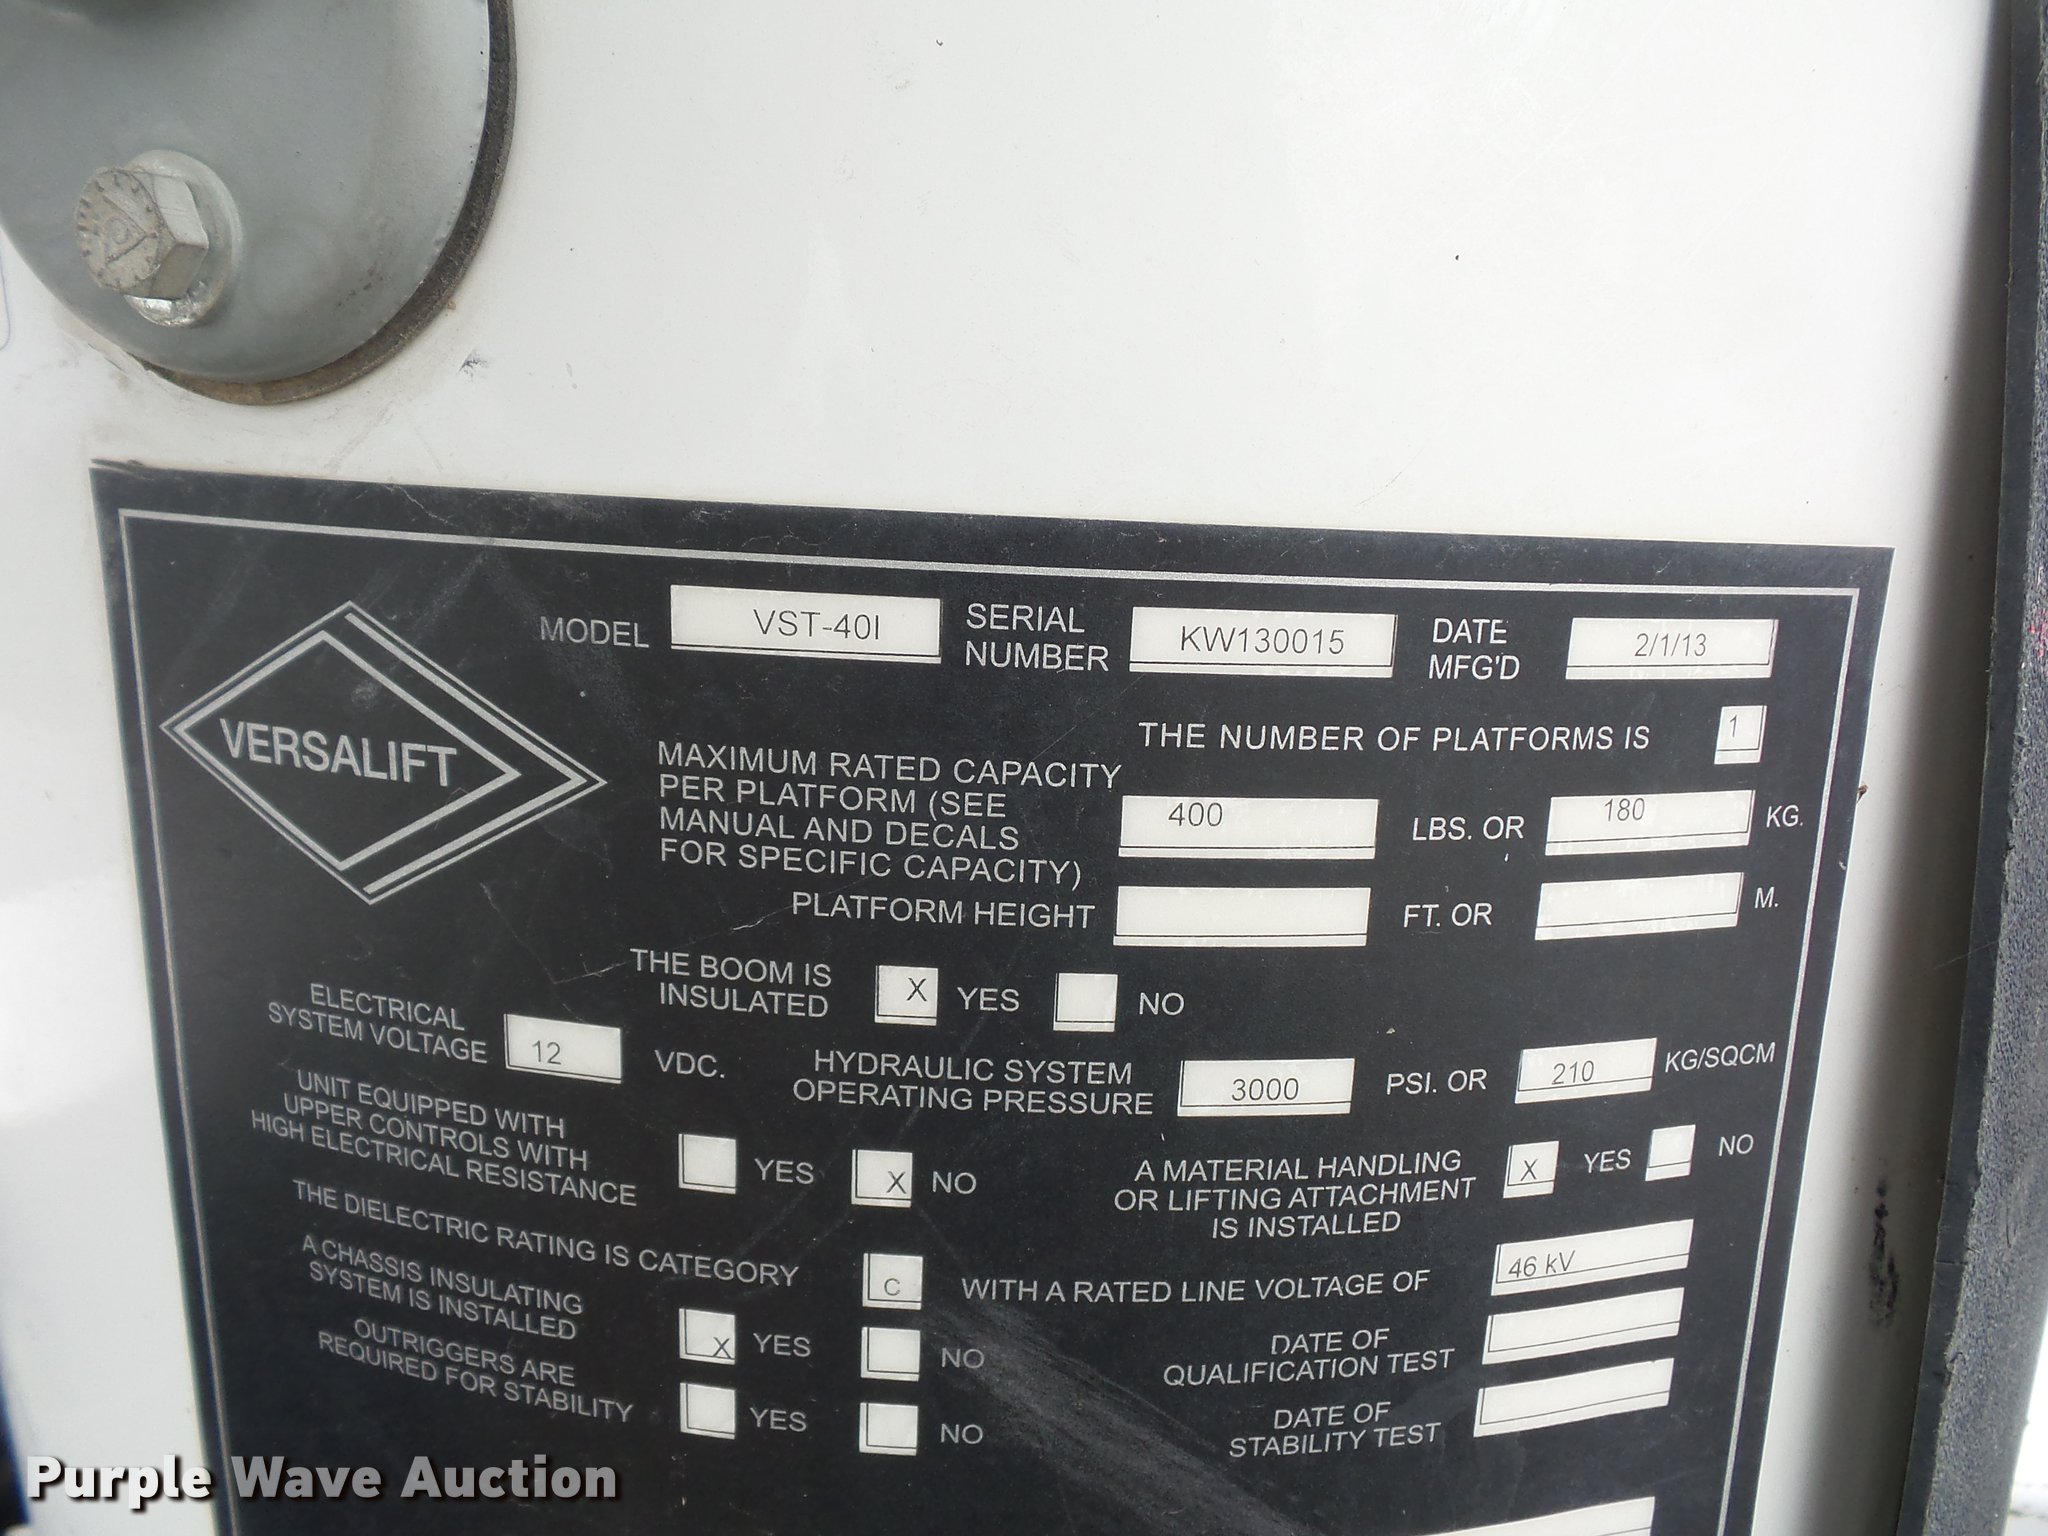 MODEL VST-40I SERIAL NUMBER KW130015 DATE MFG'D 2/1/13
VERSALIFT
THE NUMBER OF PLATFORMS IS 1
MAXIMUM RATED CAPACITY
PER PLATFORM (SEE
MANUAL AND DECALS
FOR SPECIFIC CAPACITY)
400 LBS. OR 180 KG.
PLATFORM HEIGHT FT. OR M.
THE BOOM IS
INSULATED
X YES NO
ELECTRICAL
SYSTEM VOLTAGE
12 VDC.
HYDRAULIC SYSTEM
OPERATING PRESSURE
3000 PSI. OR 210 KG/SQCM
UNIT EQUIPPED WITH
UPPER CONTROLS WITH
HIGH ELECTRICAL RESISTANCE
YES X NO
A MATERIAL HANDLING
OR LIFTING ATTACHMENT
IS INSTALLED
X YES NO
THE DIELECTRIC RATING IS CATEGORY C WITH A RATED LINE VOLTAGE OF 46 kV
A CHASSIS INSULATING
SYSTEM IS INSTALLED
X YES NO
DATE OF
QUALIFICATION TEST
OUTRIGGERS ARE
REQUIRED FOR STABILITY
YES NO
DATE OF
STABILITY TEST
Purple Wave Auction